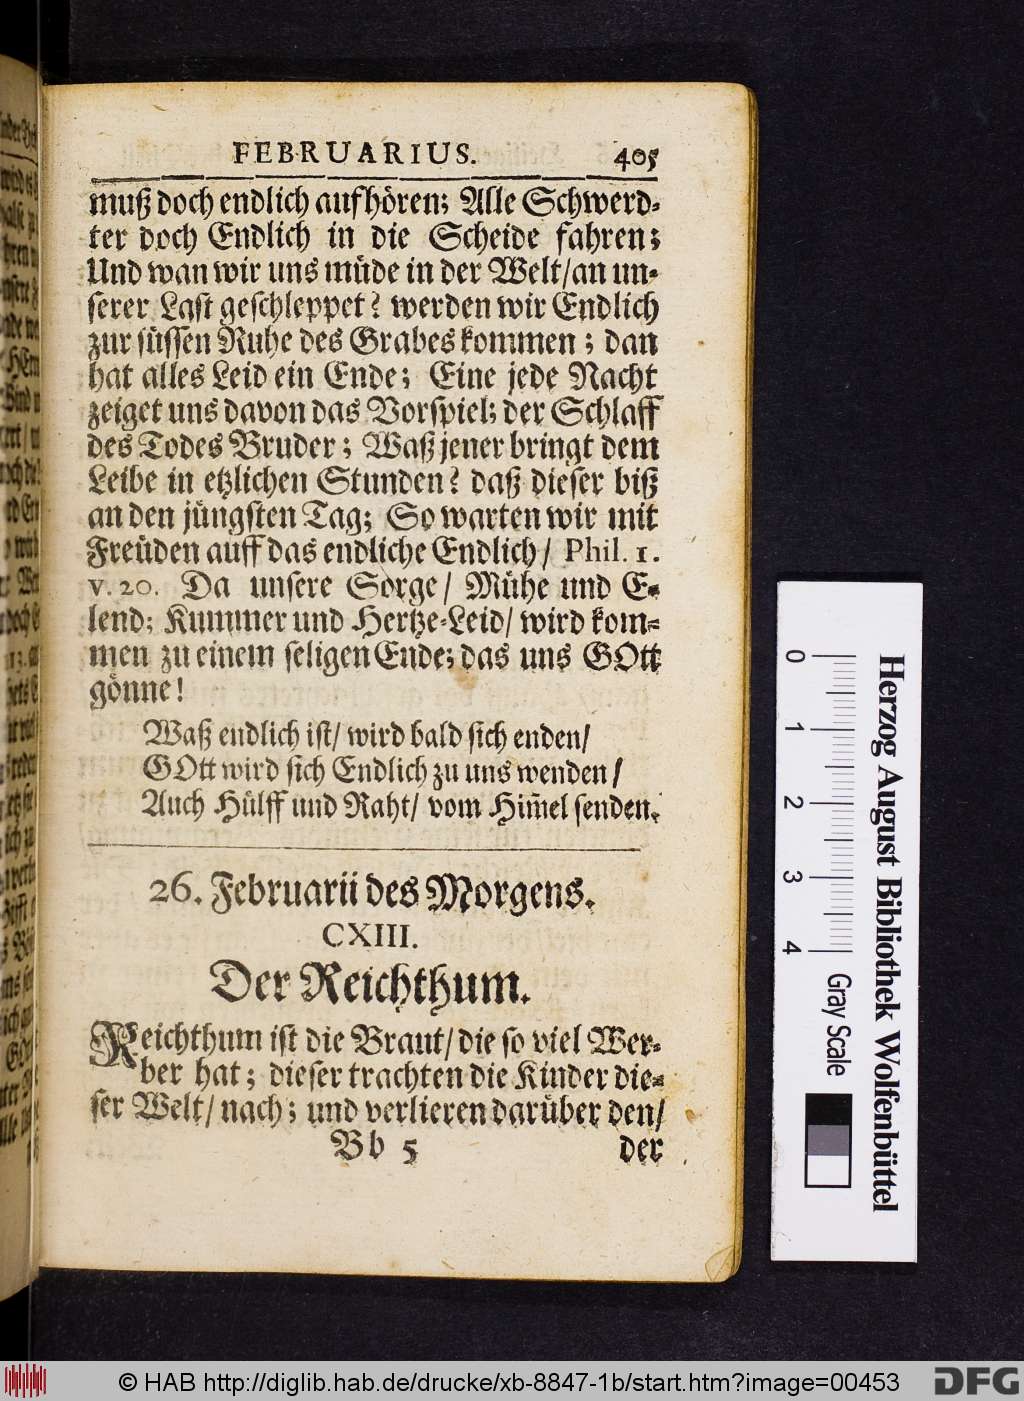 FEBRUARIUS. 405
muß doch endlich aufhören; Alle Schwerd-
ter doch Endlich in die Scheide fahren;
Und wan wir uns müde in der Welt/an un-
serer Last geschleppet? werden wir Endlich
zur süssen Ruhe des Grabes kommen; dan
hat alles Leid ein Ende; Eine jede Nacht
zeiget uns davon das Vorspiel; der Schlaff
des Todes Bruder; Waß jener bringt dem
Leibe in etzlichen Stunden? daß dieser biß
an den jüngsten Tag; So warten wir mit
Freüden auff das endliche Endlich/ Phil. 1.
v. 20. Da unsere Sorge/ Mühe und E-
lend; Kummer und Hertze-Leid/ wird kom-
men zu einem seligen Ende; das uns GOtt
gönne!
Waß endlich ist/ wird bald sich enden/
GOtt wird sich Endlich zu uns wenden/
Auch Hülff und Raht/ vom Him̃el senden.
26. Februarii des Morgens.
CXIII.
Der Reichthum.
Reichthum ist die Braut/ die so viel Wer-
ber hat; dieser trachten die Kinder die-
ser Welt/ nach; und verlieren darüber den/
Bb 5 der
Herzog August Bibliothek Wolfenbüttel
0 1 2 3 4 Gray Scale
© HAB http://diglib.hab.de/drucke/xb-8847-1b/start.htm?image=00453
DFG